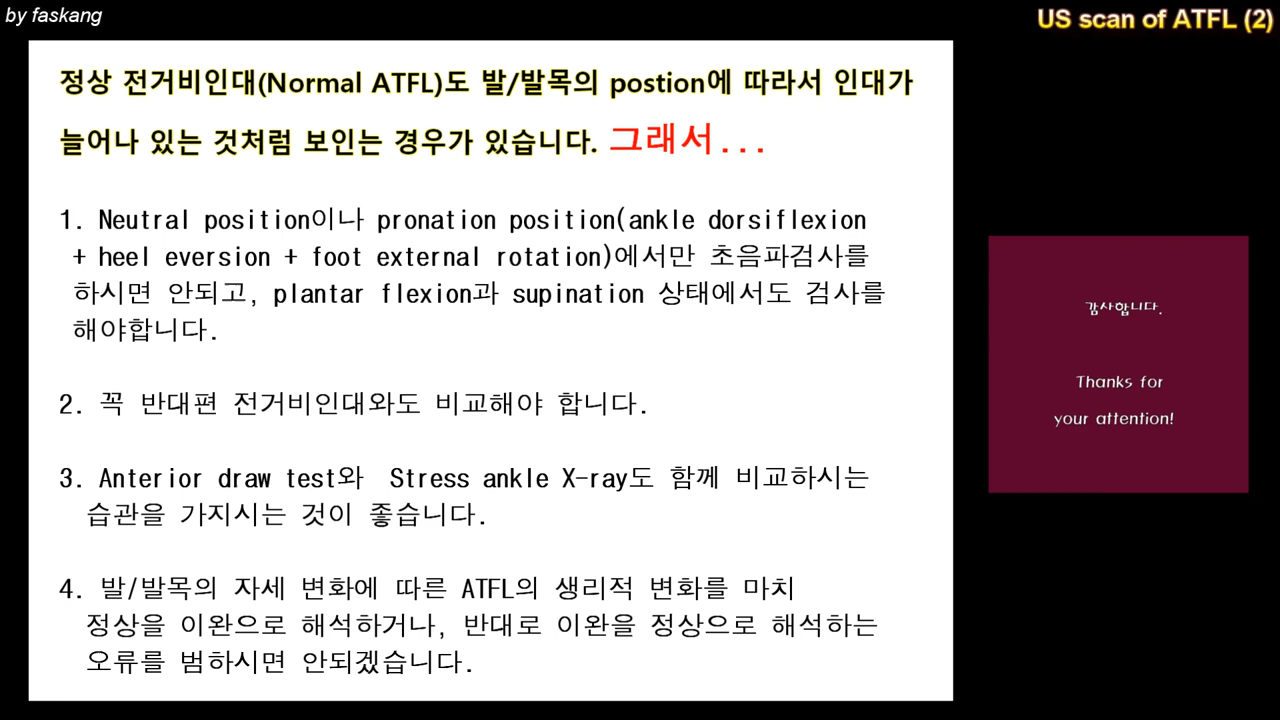 by faskang
US scan of ATFL (2)
정상 전거비인대(Normal ATFL)도 발/발목의 postion에 따라서 인대가
늘어나 있는 것처럼 보인는 경우가 있습니다. 그래서...
1. Neutral position이나 pronation position(ankle dorsiflexion
+ heel eversion + foot external rotation)에서만 초음파검사를
하시면 안되고, plantar flexion과 supination 상태에서도 검사를
해야합니다.
2. 꼭 반대편 전거비인대와도 비교해야 합니다.
3. Anterior draw test와 Stress ankle X-ray도 함께 비교하시는
습관을 가지시는 것이 좋습니다.
4. 발/발목의 자세 변화에 따른 ATFL의 생리적 변화를 마치
정상을 이완으로 해석하거나, 반대로 이완을 정상으로 해석하는
오류를 범하시면 안되겠습니다.
감사합니다.
Thanks for
your attention!